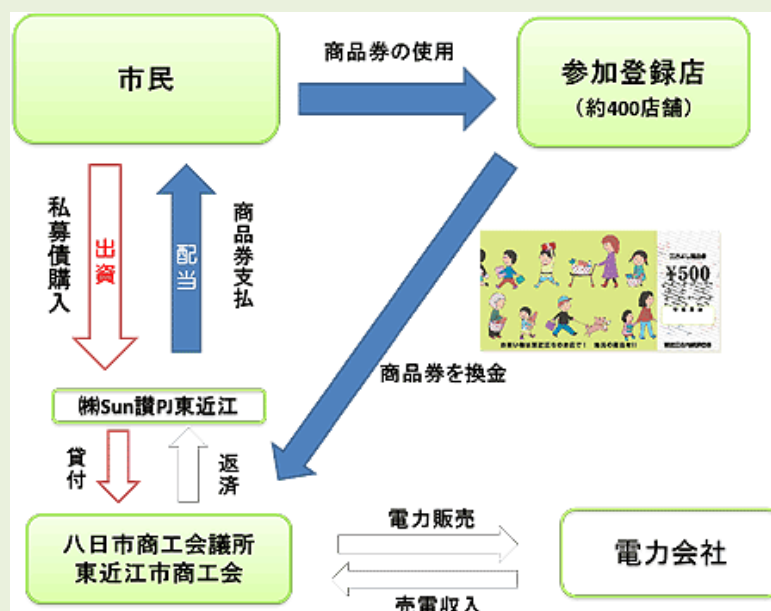 市民
商品券の使用
参加登録店
（約400店舗）
私募債購入
出資
配当
商品券支払
¥500
商品券を換金
㈱Sun讃PJ東近江
貸付
返済
八日市商工会議所
東近江市商工会
電力販売
売電収入
電力会社